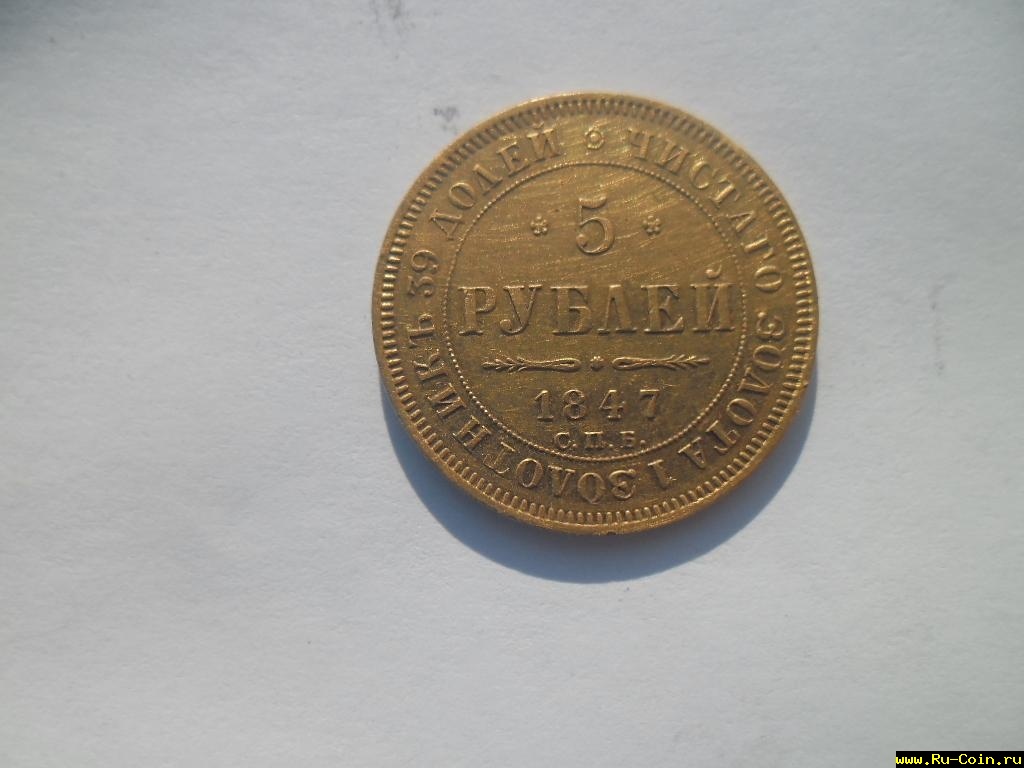 ЧИСТАГО ЗОЛОТА 1 ЗОЛОТНИКЪ 39 ДОЛЕЙ
5
РУБЛЕЙ
1847
С.П.Б.
www.Ru-Coin.ru